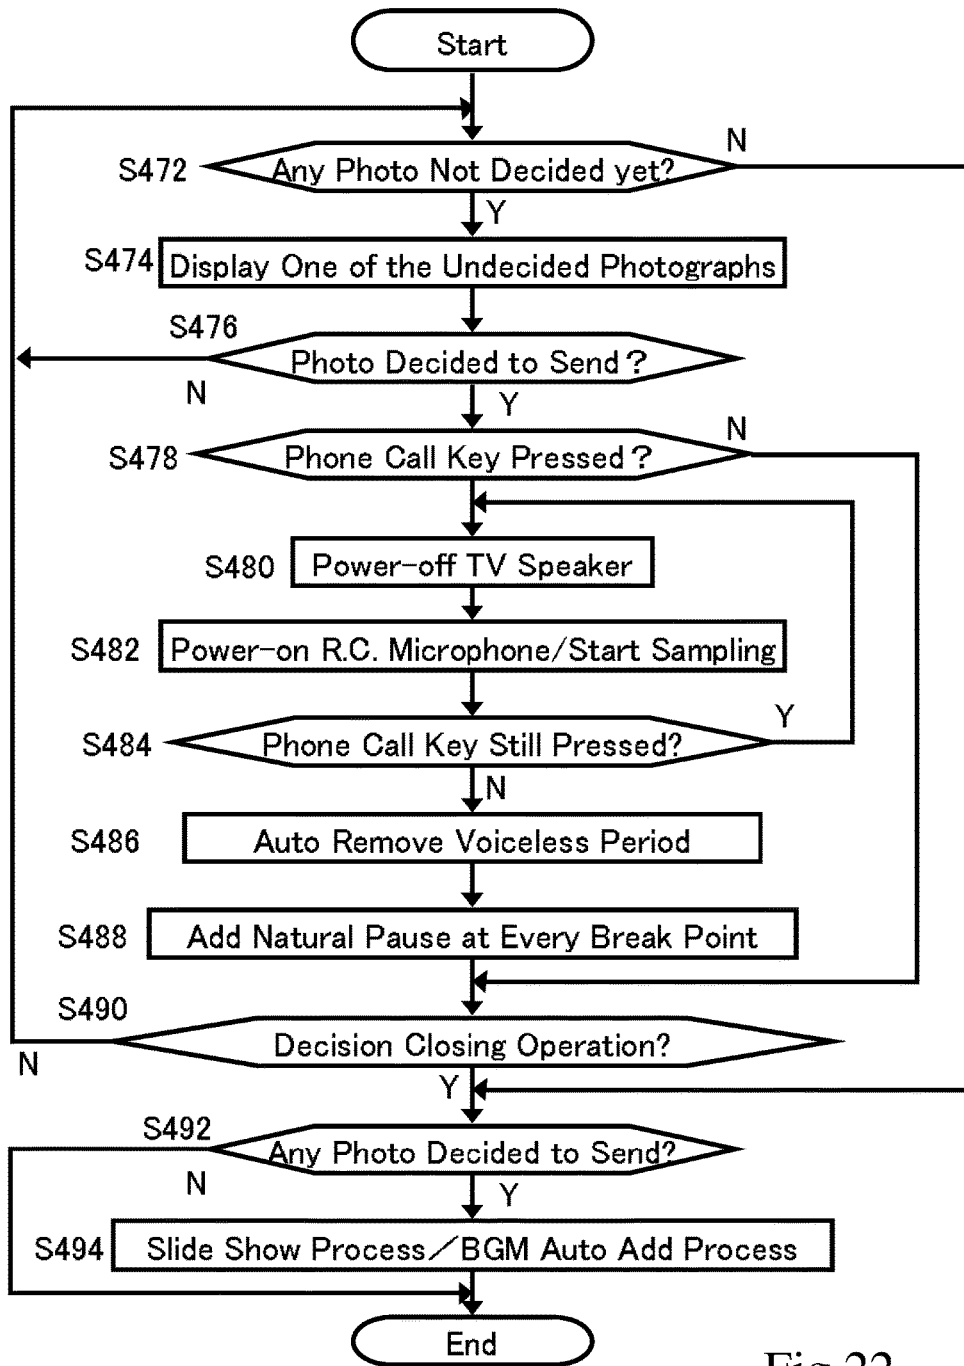 Start
N
S472
Any Photo Not Decided yet?
Y
S474
Display One of the Undecided Photographs
S476
Photo Decided to Send?
N
Y
N
S478
Phone Call Key Pressed?
S480
Power-off TV Speaker
S482
Power-on R.C. Microphone/Start Sampling
Y
S484
Phone Call Key Still Pressed?
N
S486
Auto Remove Voiceless Period
S488
Add Natural Pause at Every Break Point
S490
Decision Closing Operation?
N
Y
S492
Any Photo Decided to Send?
N
Y
S494
Slide Show Process/BGM Auto Add Process
End